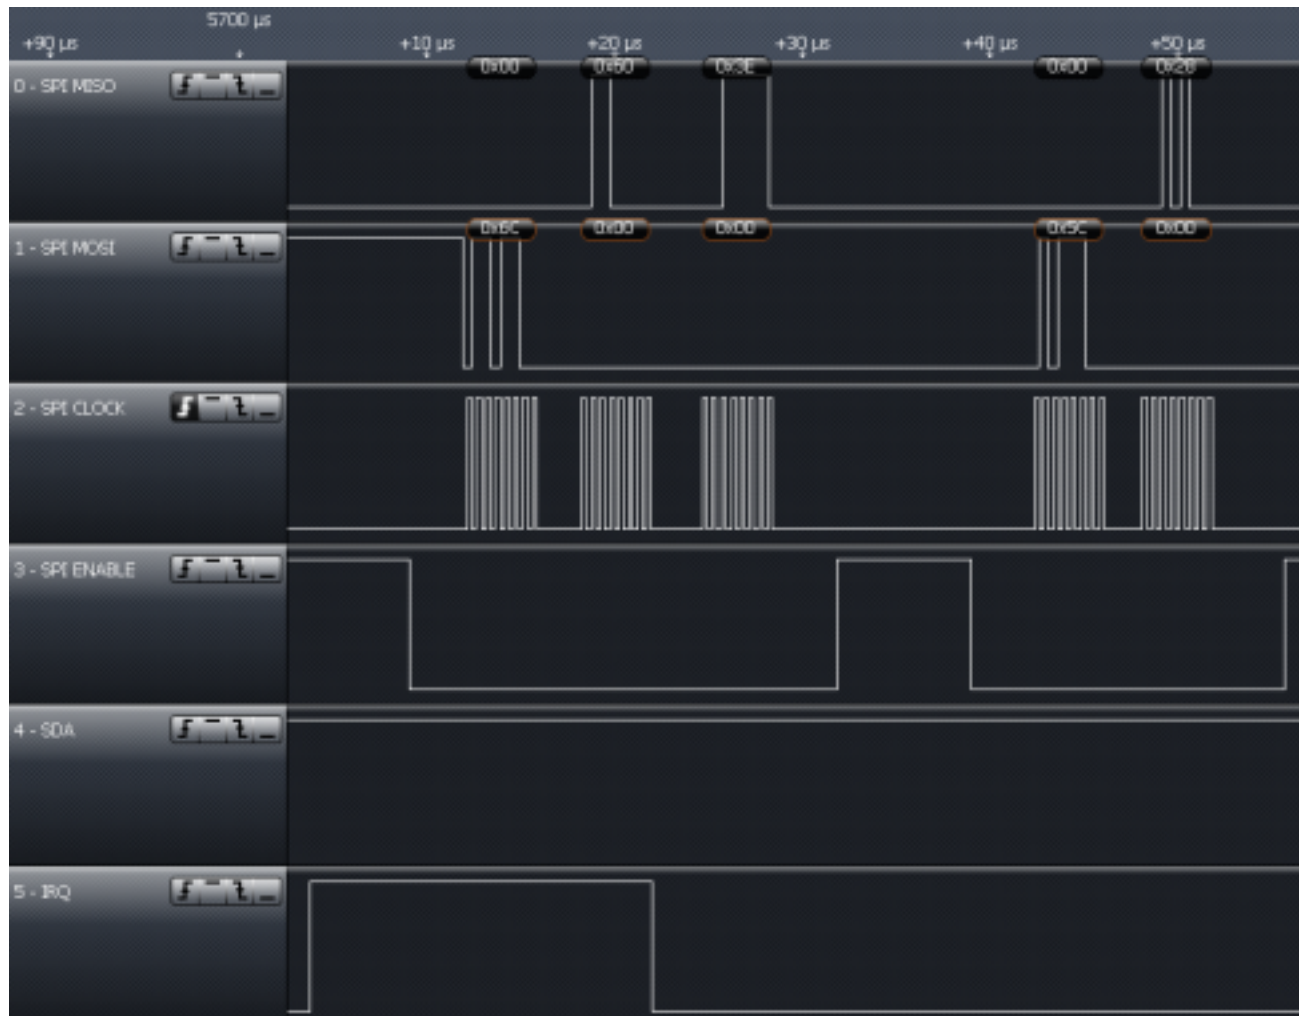 5700 µs
+90 µs +10 µs +20 µs +30 µs +40 µs +50 µs
0 - SPI MISO 0x00 0x60 0x3E 0x00 0x28
1 - SPI MOSI 0x6C 0x00 0x00 0x5C 0x00
2 - SPI CLOCK
3 - SPI ENABLE
4 - SDA
5 - IRQ